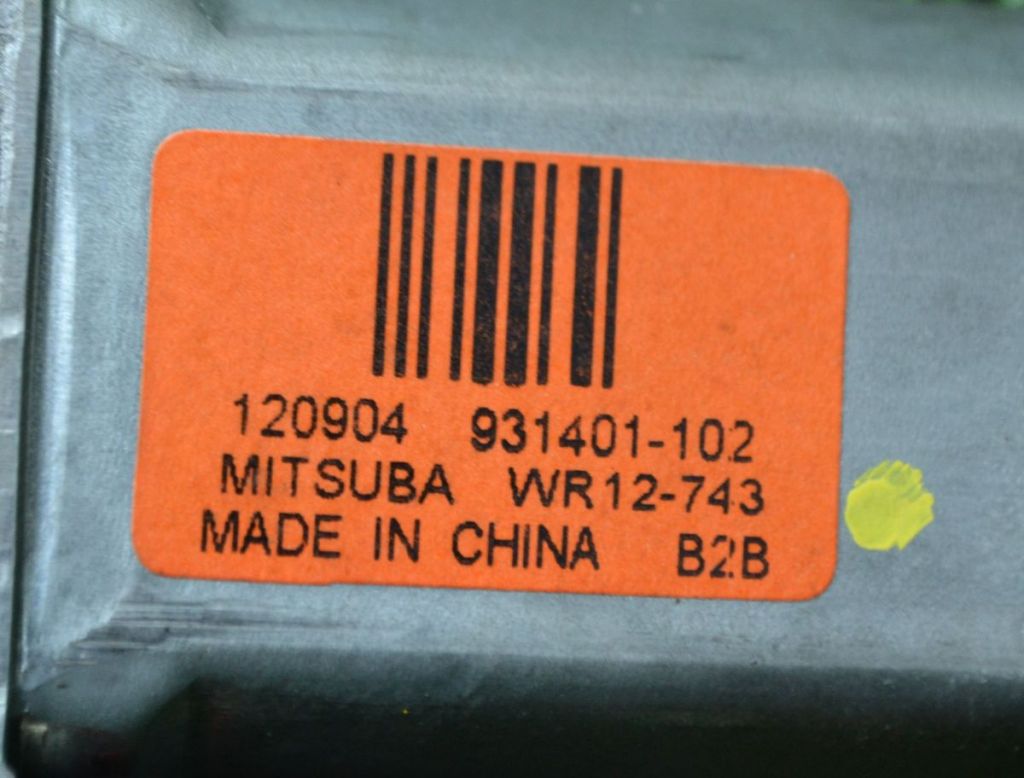 120904 931401-102
MITSUBA WR12-743
MADE IN CHINA B2B